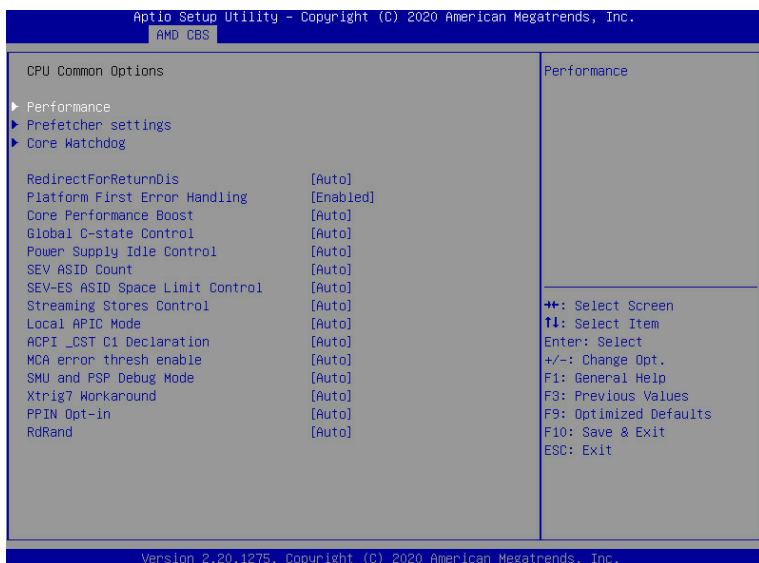 Aptio Setup Utility – Copyright (C) 2020 American Megatrends, Inc.
AMD CBS
CPU Common Options
Performance
Prefetcher settings
Core Watchdog
RedirectForReturnDis [Auto]
Platform First Error Handling [Enabled]
Core Performance Boost [Auto]
Global C-state Control [Auto]
Power Supply Idle Control [Auto]
SEV ASID Count [Auto]
SEV-ES ASID Space Limit Control [Auto]
Streaming Stores Control [Auto]
Local APIC Mode [Auto]
ACPI _CST C1 Declaration [Auto]
MCA error thresh enable [Auto]
SMU and PSP Debug Mode [Auto]
Xtrig7 Workaround [Auto]
PPIN Opt-in [Auto]
RdRand [Auto]
Performance
→←: Select Screen
↑↓: Select Item
Enter: Select
+/-: Change Opt.
F1: General Help
F3: Previous Values
F9: Optimized Defaults
F10: Save & Exit
ESC: Exit
Version 2.20.1275. Copyright (C) 2020 American Megatrends, Inc.